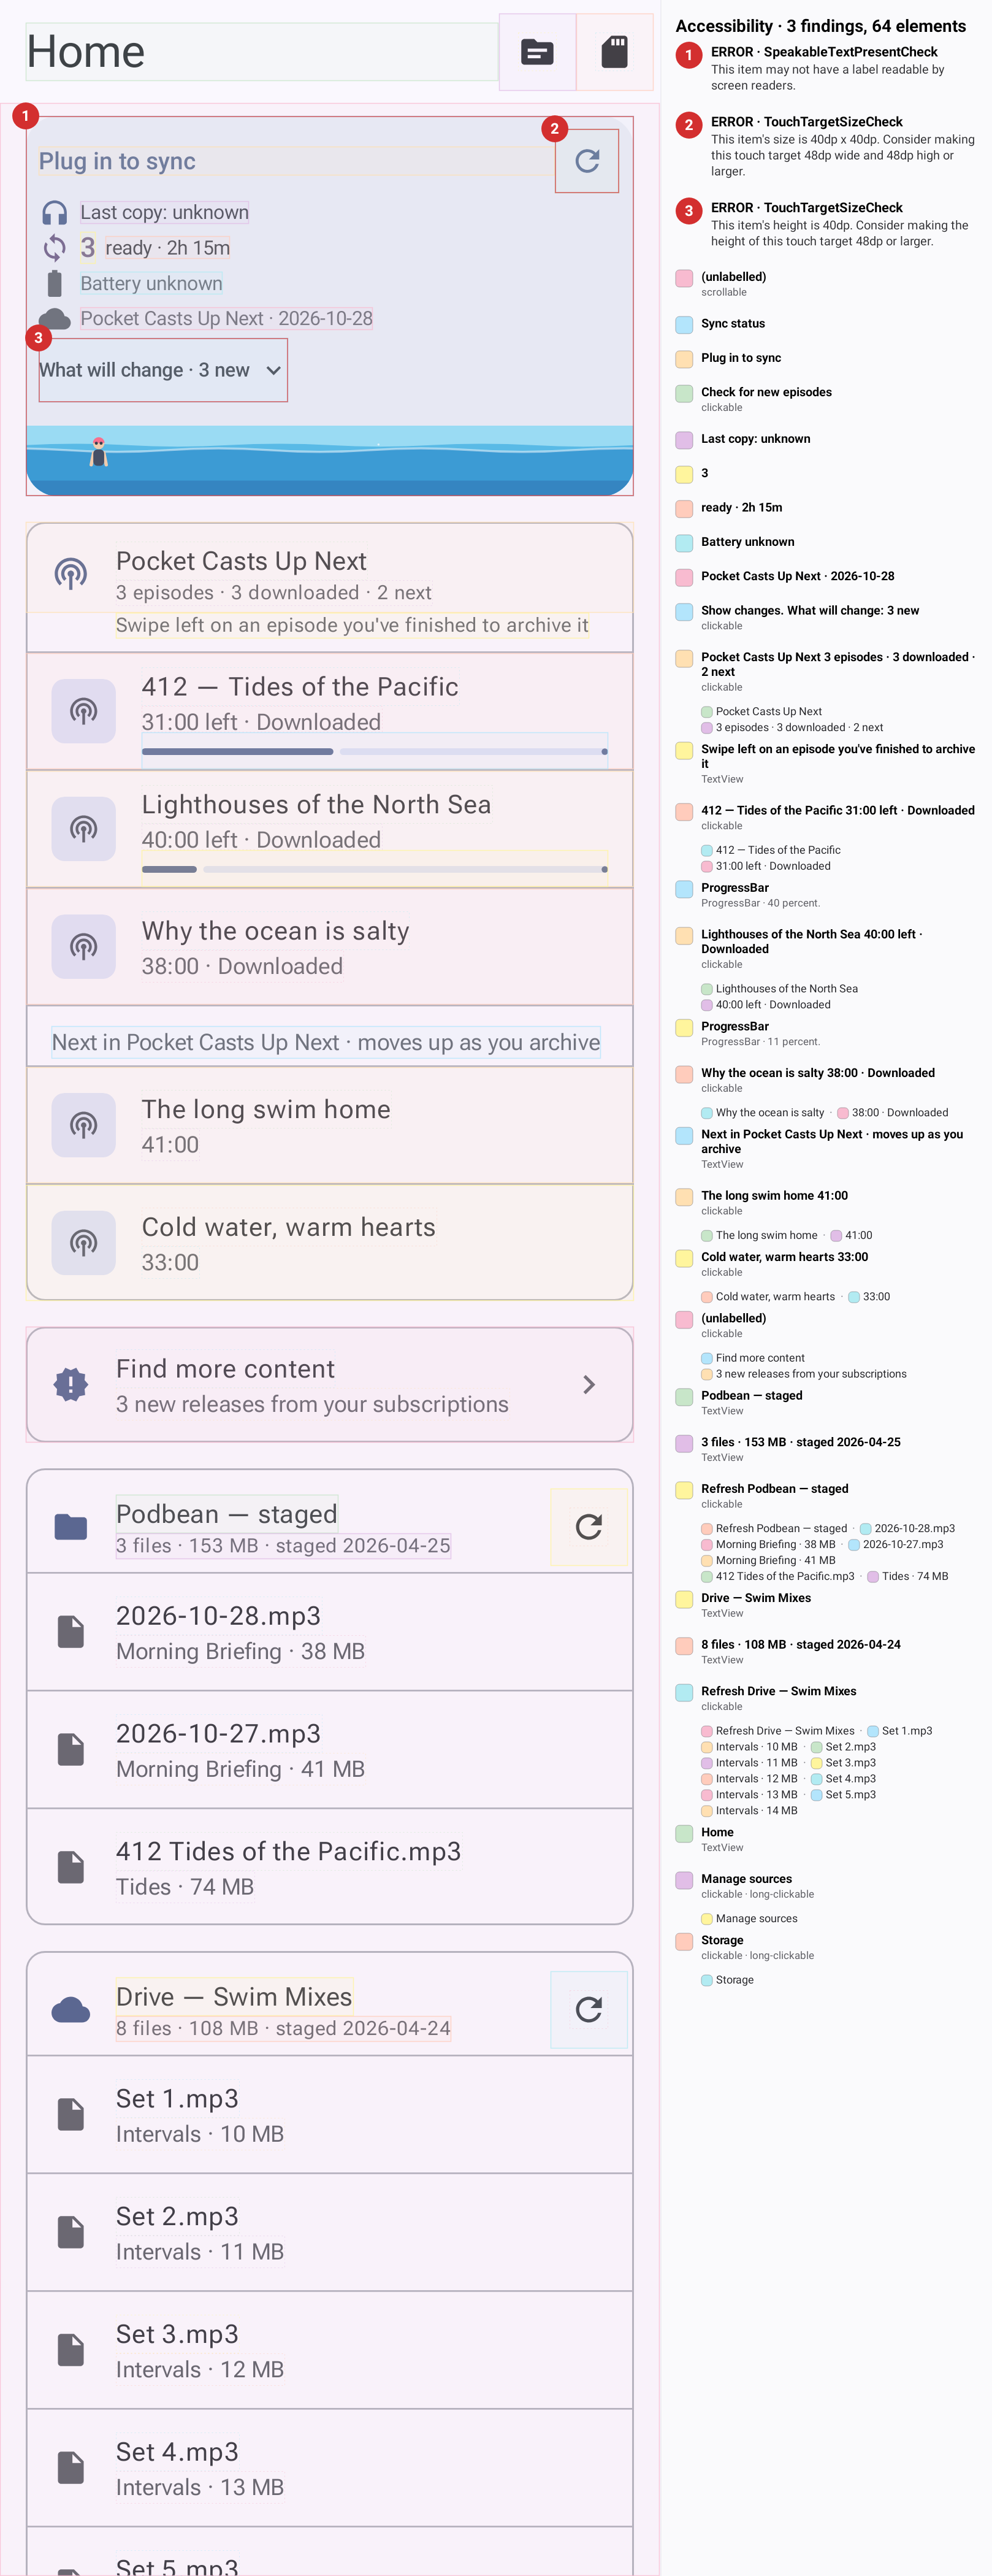 Home
Plug in to sync
Last copy: unknown
3 ready · 2h 15m
Battery unknown
Pocket Casts Up Next · 2026-10-28
What will change · 3 new
Pocket Casts Up Next
3 episodes · 3 downloaded · 2 next
Swipe left on an episode you've finished to archive it
412 — Tides of the Pacific
31:00 left · Downloaded
Lighthouses of the North Sea
40:00 left · Downloaded
Why the ocean is salty
38:00 · Downloaded
Next in Pocket Casts Up Next · moves up as you archive
The long swim home
41:00
Cold water, warm hearts
33:00
Find more content
3 new releases from your subscriptions
Podbean — staged
3 files · 153 MB · staged 2026-04-25
2026-10-28.mp3
Morning Briefing · 38 MB
2026-10-27.mp3
Morning Briefing · 41 MB
412 Tides of the Pacific.mp3
Tides · 74 MB
Drive — Swim Mixes
8 files · 108 MB · staged 2026-04-24
Set 1.mp3
Intervals · 10 MB
Set 2.mp3
Intervals · 11 MB
Set 3.mp3
Intervals · 12 MB
Set 4.mp3
Intervals · 13 MB
Set 5.mp3
1
2
3
Accessibility · 3 findings, 64 elements
1 ERROR · SpeakableTextPresentCheck
This item may not have a label readable by
screen readers.
2 ERROR · TouchTargetSizeCheck
This item's size is 40dp x 40dp. Consider making
this touch target 48dp wide and 48dp high or
larger.
3 ERROR · TouchTargetSizeCheck
This item's height is 40dp. Consider making the
height of this touch target 48dp or larger.
(unlabelled)
scrollable
Sync status
Plug in to sync
Check for new episodes
clickable
Last copy: unknown
3
ready · 2h 15m
Battery unknown
Pocket Casts Up Next · 2026-10-28
Show changes. What will change: 3 new
clickable
Pocket Casts Up Next 3 episodes · 3 downloaded ·
2 next
clickable
Pocket Casts Up Next
3 episodes · 3 downloaded · 2 next
Swipe left on an episode you've finished to archive
it
TextView
412 — Tides of the Pacific 31:00 left · Downloaded
clickable
412 — Tides of the Pacific
31:00 left · Downloaded
ProgressBar
ProgressBar · 40 percent.
Lighthouses of the North Sea 40:00 left ·
Downloaded
clickable
Lighthouses of the North Sea
40:00 left · Downloaded
ProgressBar
ProgressBar · 11 percent.
Why the ocean is salty 38:00 · Downloaded
clickable
Why the ocean is salty · 38:00 · Downloaded
Next in Pocket Casts Up Next · moves up as you
archive
TextView
The long swim home 41:00
clickable
The long swim home · 41:00
Cold water, warm hearts 33:00
clickable
Cold water, warm hearts · 33:00
(unlabelled)
clickable
Find more content
3 new releases from your subscriptions
Podbean — staged
TextView
3 files · 153 MB · staged 2026-04-25
TextView
Refresh Podbean — staged
clickable
Refresh Podbean — staged · 2026-10-28.mp3
Morning Briefing · 38 MB · 2026-10-27.mp3
Morning Briefing · 41 MB
412 Tides of the Pacific.mp3 · Tides · 74 MB
Drive — Swim Mixes
TextView
8 files · 108 MB · staged 2026-04-24
TextView
Refresh Drive — Swim Mixes
clickable
Refresh Drive — Swim Mixes · Set 1.mp3
Intervals · 10 MB · Set 2.mp3
Intervals · 11 MB · Set 3.mp3
Intervals · 12 MB · Set 4.mp3
Intervals · 13 MB · Set 5.mp3
Intervals · 14 MB
Home
TextView
Manage sources
clickable · long-clickable
Manage sources
Storage
clickable · long-clickable
Storage